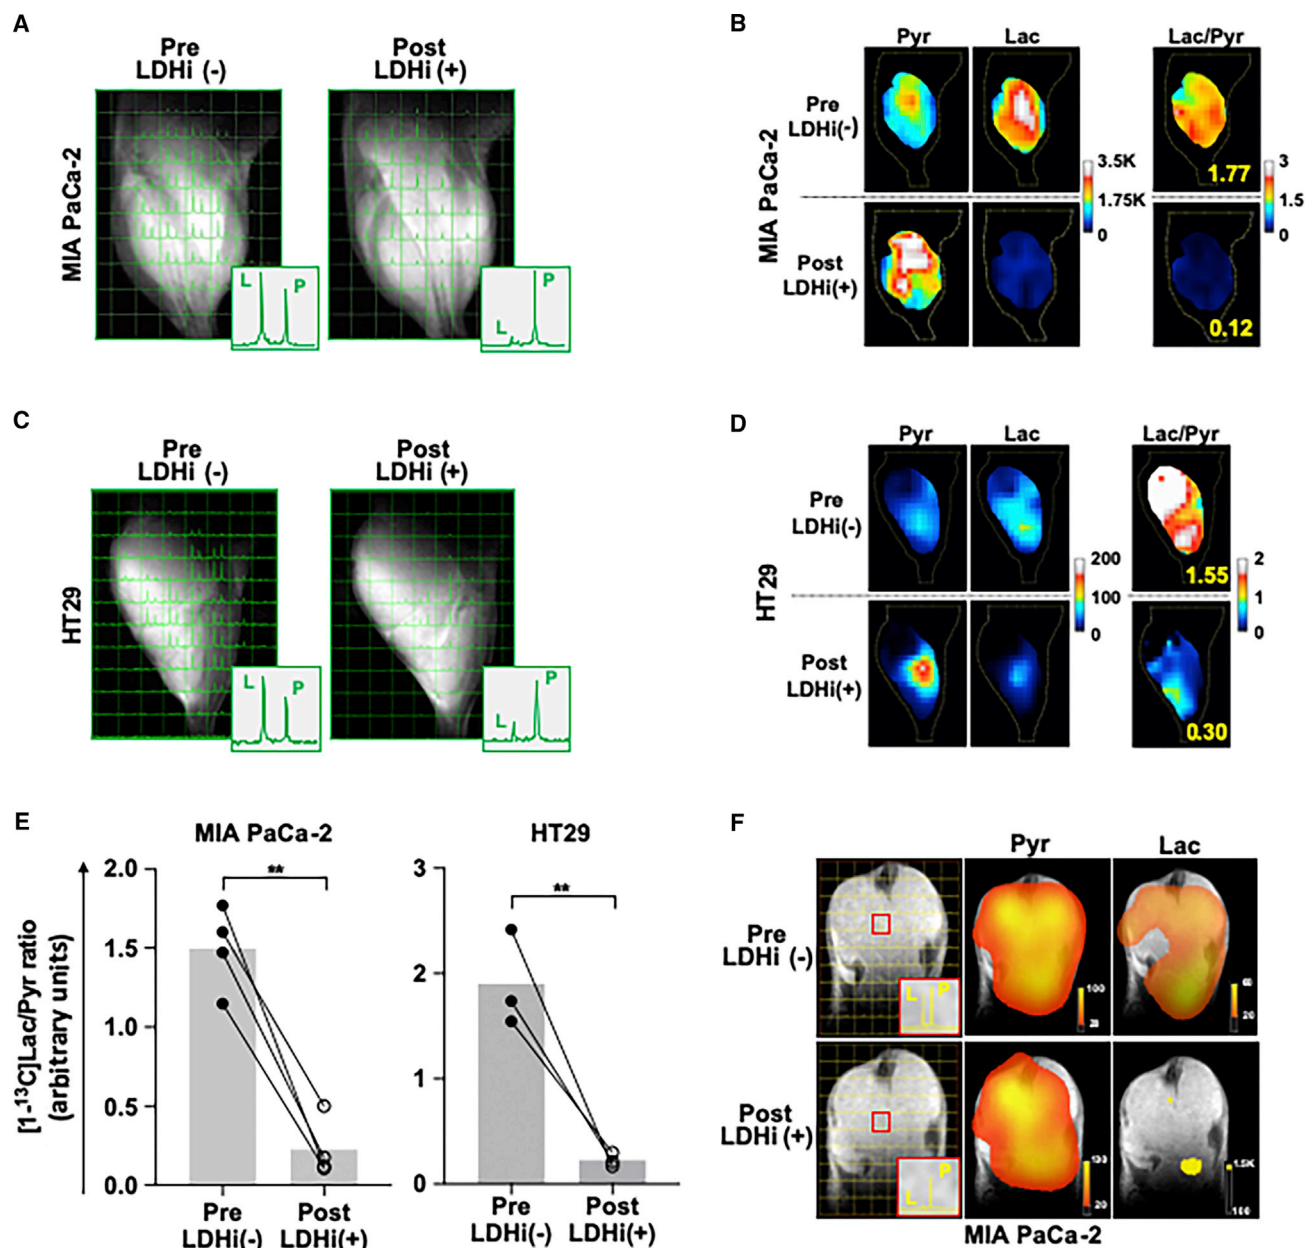 A
Pre
LDHi (-)
Post
LDHi (+)
MIA PaCa-2
L
P
L
P
B
Pyr
Lac
Lac/Pyr
Pre
LDHi(-)
3.5K
1.75K
0
1.77
3
1.5
0
MIA PaCa-2
Post
LDHi(+)
0.12
C
Pre
LDHi (-)
Post
LDHi (+)
HT29
L
P
L
P
D
Pyr
Lac
Lac/Pyr
Pre
LDHi(-)
1.55
200
100
0
2
1
0
HT29
Post
LDHi(+)
0.30
E
MIA PaCa-2
HT29
[1-¹³C]Lac/Pyr ratio
(arbitrary units)
2.0
1.5
1.0
0.5
0.0
**
Pre
LDHi(-)
Post
LDHi(+)
3
2
1
0
**
Pre
LDHi(-)
Post
LDHi(+)
F
Pyr
Lac
Pre
LDHi (-)
L
P
100
60
20
Post
LDHi (+)
L
P
20
1.5K
100
MIA PaCa-2